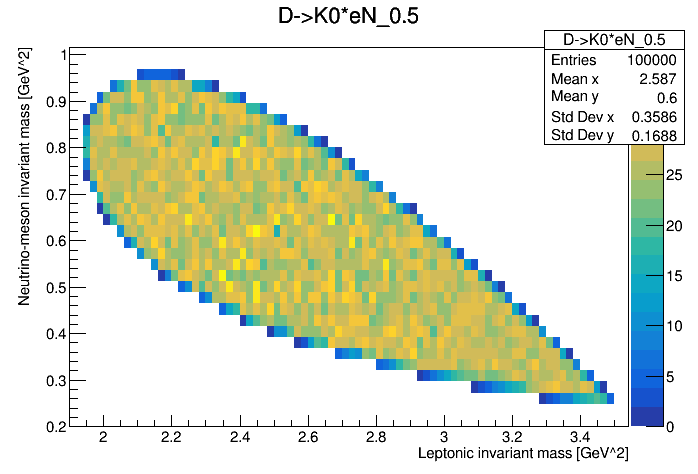 D->K0*eN_0.5
D->K0*eN_0.5
Entries 100000
Mean x 2.587
Mean y 0.6
Std Dev x 0.3586
Std Dev y 0.1688
Neutrino-meson invariant mass [GeV^2]
1
0.9
0.8
0.7
0.6
0.5
0.4
0.3
0.2
25
20
15
10
5
0
2 2.2 2.4 2.6 2.8 3 3.2 3.4
Leptonic invariant mass [GeV^2]